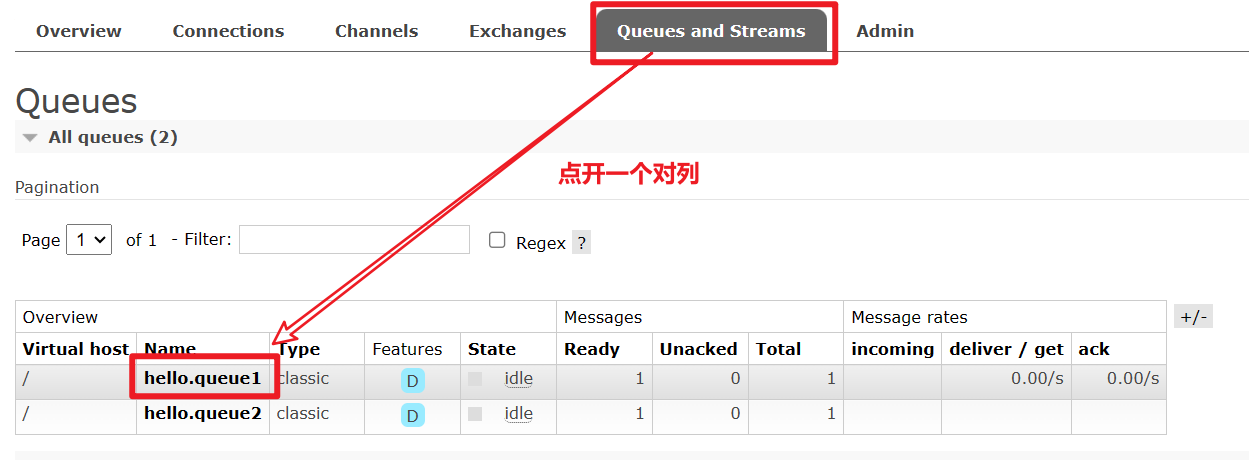 Overview Connections Channels Exchanges Queues and Streams Admin
Queues
All queues (2)
点开一个对列
Pagination
Page 1 of 1 - Filter: Regex ?
Overview Messages Message rates +/-
Virtual host Name Type Features State Ready Unacked Total incoming deliver / get ack
/ hello.queue1 classic D idle 1 0 1 0.00/s 0.00/s
/ hello.queue2 classic D idle 1 0 1